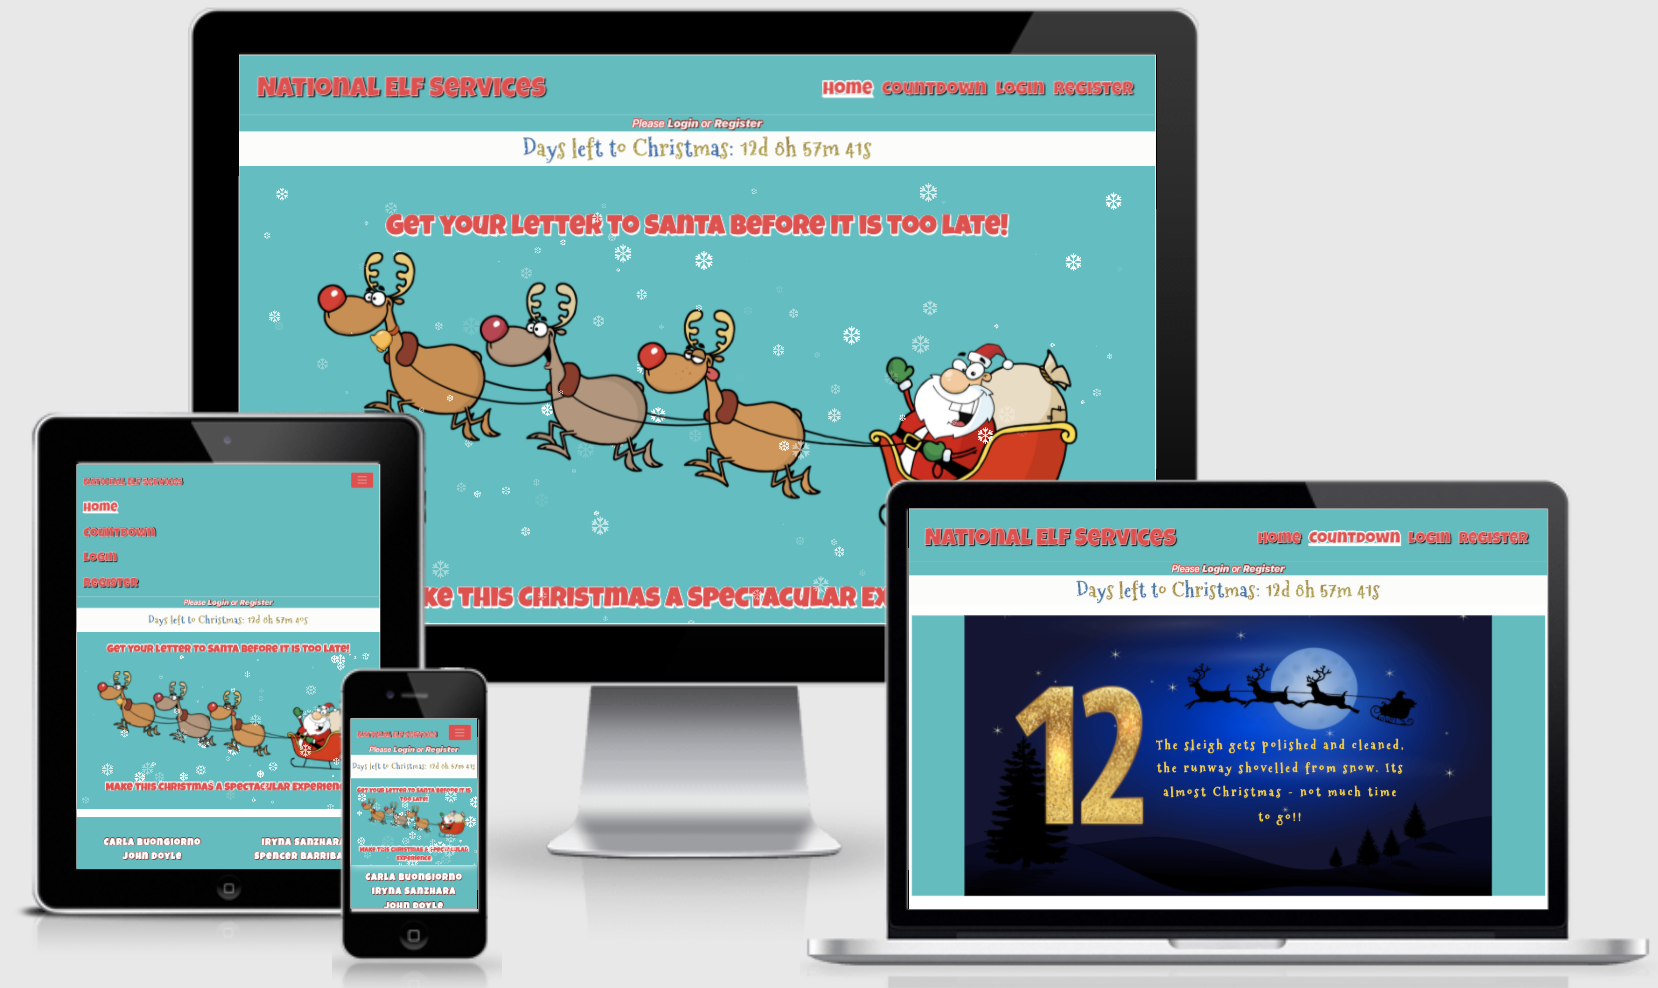 National Elf Services
Home Countdown Login Register
Please Login or Register
Days left to Christmas: 12d 8h 57m 41s
Get your letter to Santa before it is too late!
ke this Christmas a spectacular ex
National Elf Services
Home
Countdown
Login
Register
Please Login or Register
Days left to Christmas: 12d 8h 57m 40s
Get your letter to Santa before it is too late!
Make this Christmas a spectacular experien
Carla Buongiorno Iryna Sanzhara
John Doyle Spencer Barriba
National Elf Services
Please Login or Register
Days left to Christmas: 12d 8h 57m 41s
Get your letter to Santa before it is
too late!
Make this Christmas a spectacular
experience
Carla Buongiorno
Iryna Sanzhara
John Doyle
National Elf Services
Home Countdown Login Register
Please Login or Register
Days left to Christmas: 12d 8h 57m 41s
12
The sleigh gets polished and cleaned,
the runway shovelled from snow. Its
almost Christmas - not much time
to go!!